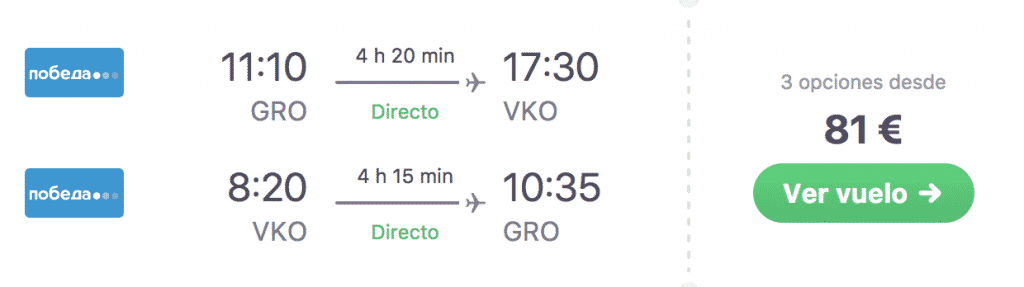 победа
11:10
4 h 20 min
17:30
GRO
Directo
VKO
победа
8:20
4 h 15 min
10:35
VKO
Directo
GRO
3 opciones desde
81 €
Ver vuelo →